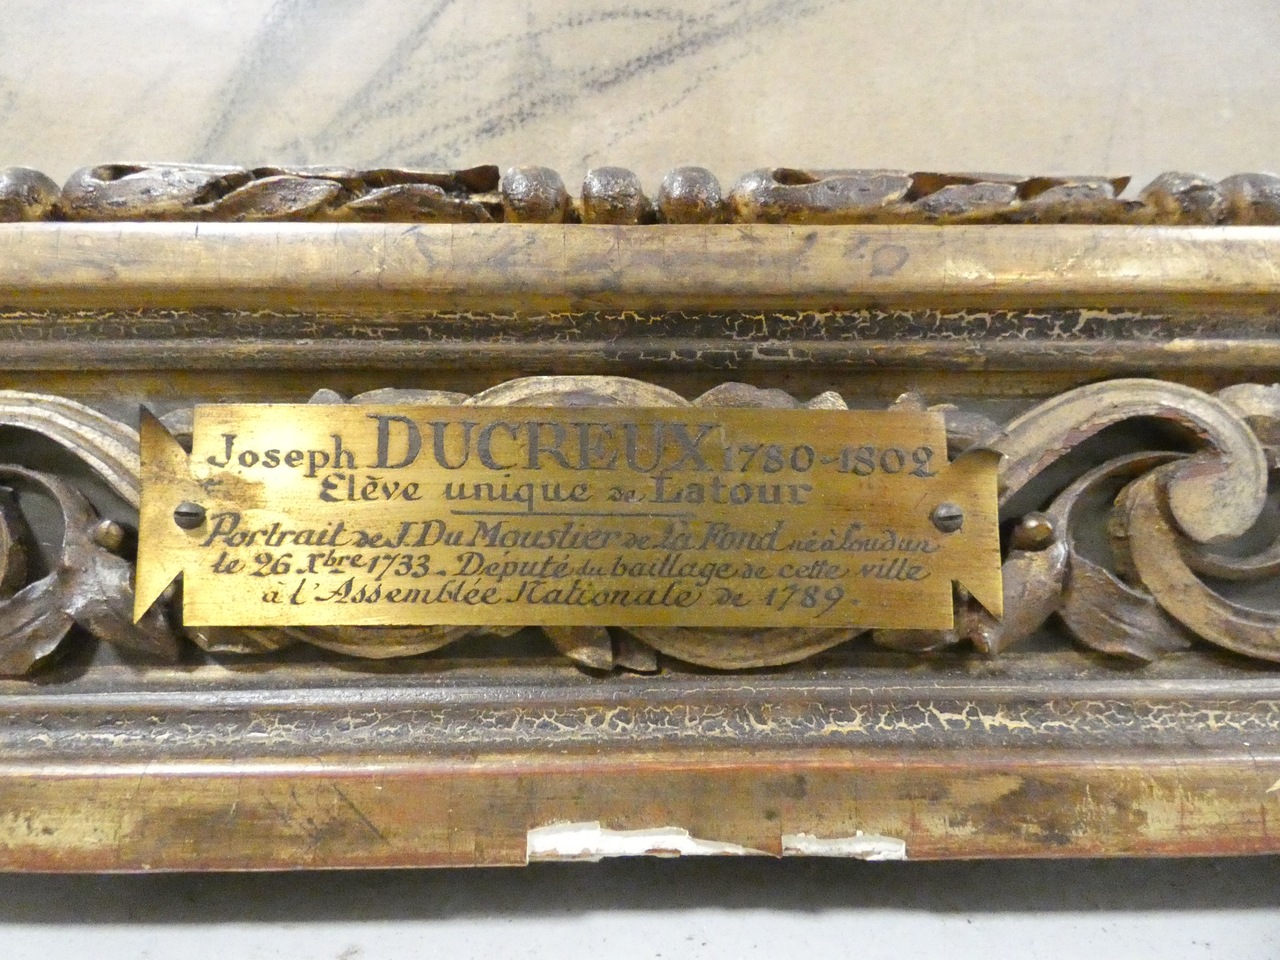 Joseph DUCREUX 1780-1802
Elève unique de Latour
Portrait de J. Du Moustier de la Fond né à Loudun
le 26 Xbre 1733. Député du baillage de cette ville
à l'Assemblée Nationale de 1789.